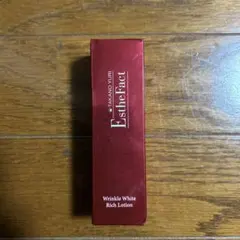 TAKANO YURI
EstheFact
Wrinkle White
Rich Lotion